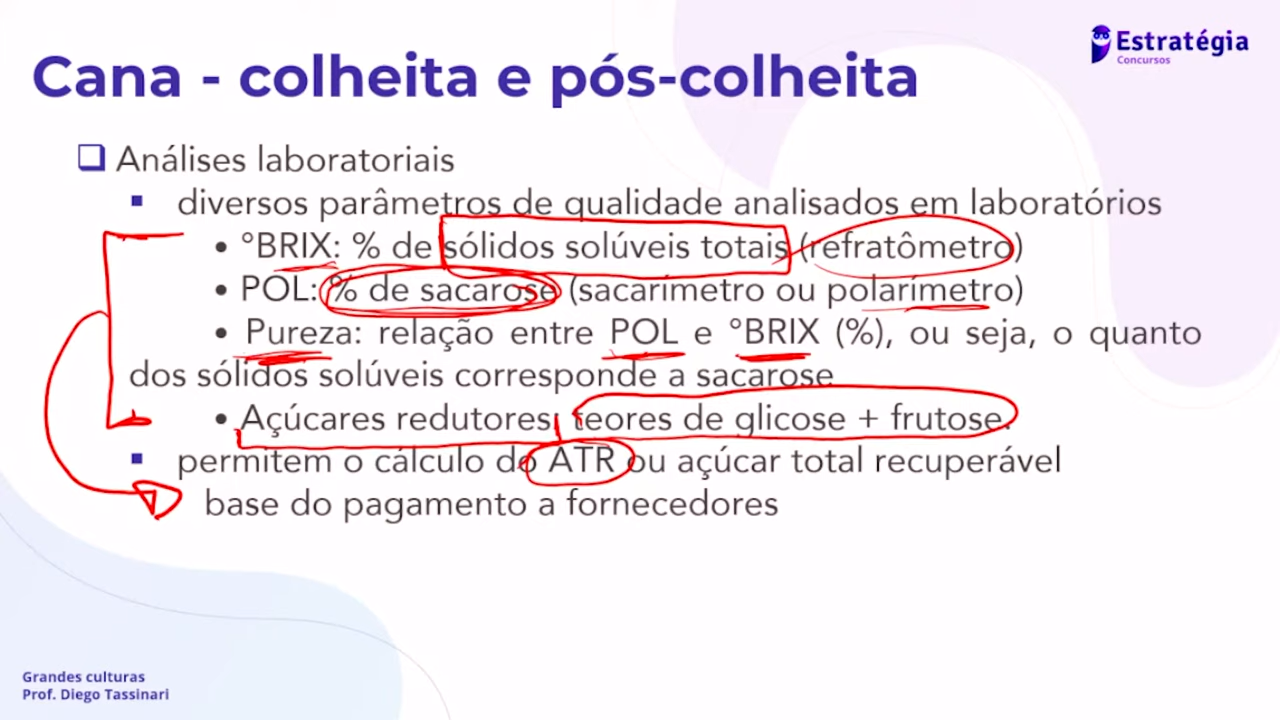 Estratégia
Concursos
Cana - colheita e pós-colheita
Análises laboratoriais
diversos parâmetros de qualidade analisados em laboratórios
• °BRIX: % de sólidos solúveis totais (refratômetro)
• POL: % de sacarose (sacarímetro ou polarímetro)
• Pureza: relação entre POL e °BRIX (%), ou seja, o quanto
dos sólidos solúveis corresponde a sacarose
• Açúcares redutores: teores de glicose + frutose.
permitem o cálculo do ATR ou açúcar total recuperável
base do pagamento a fornecedores
Grandes culturas
Prof. Diego Tassinari